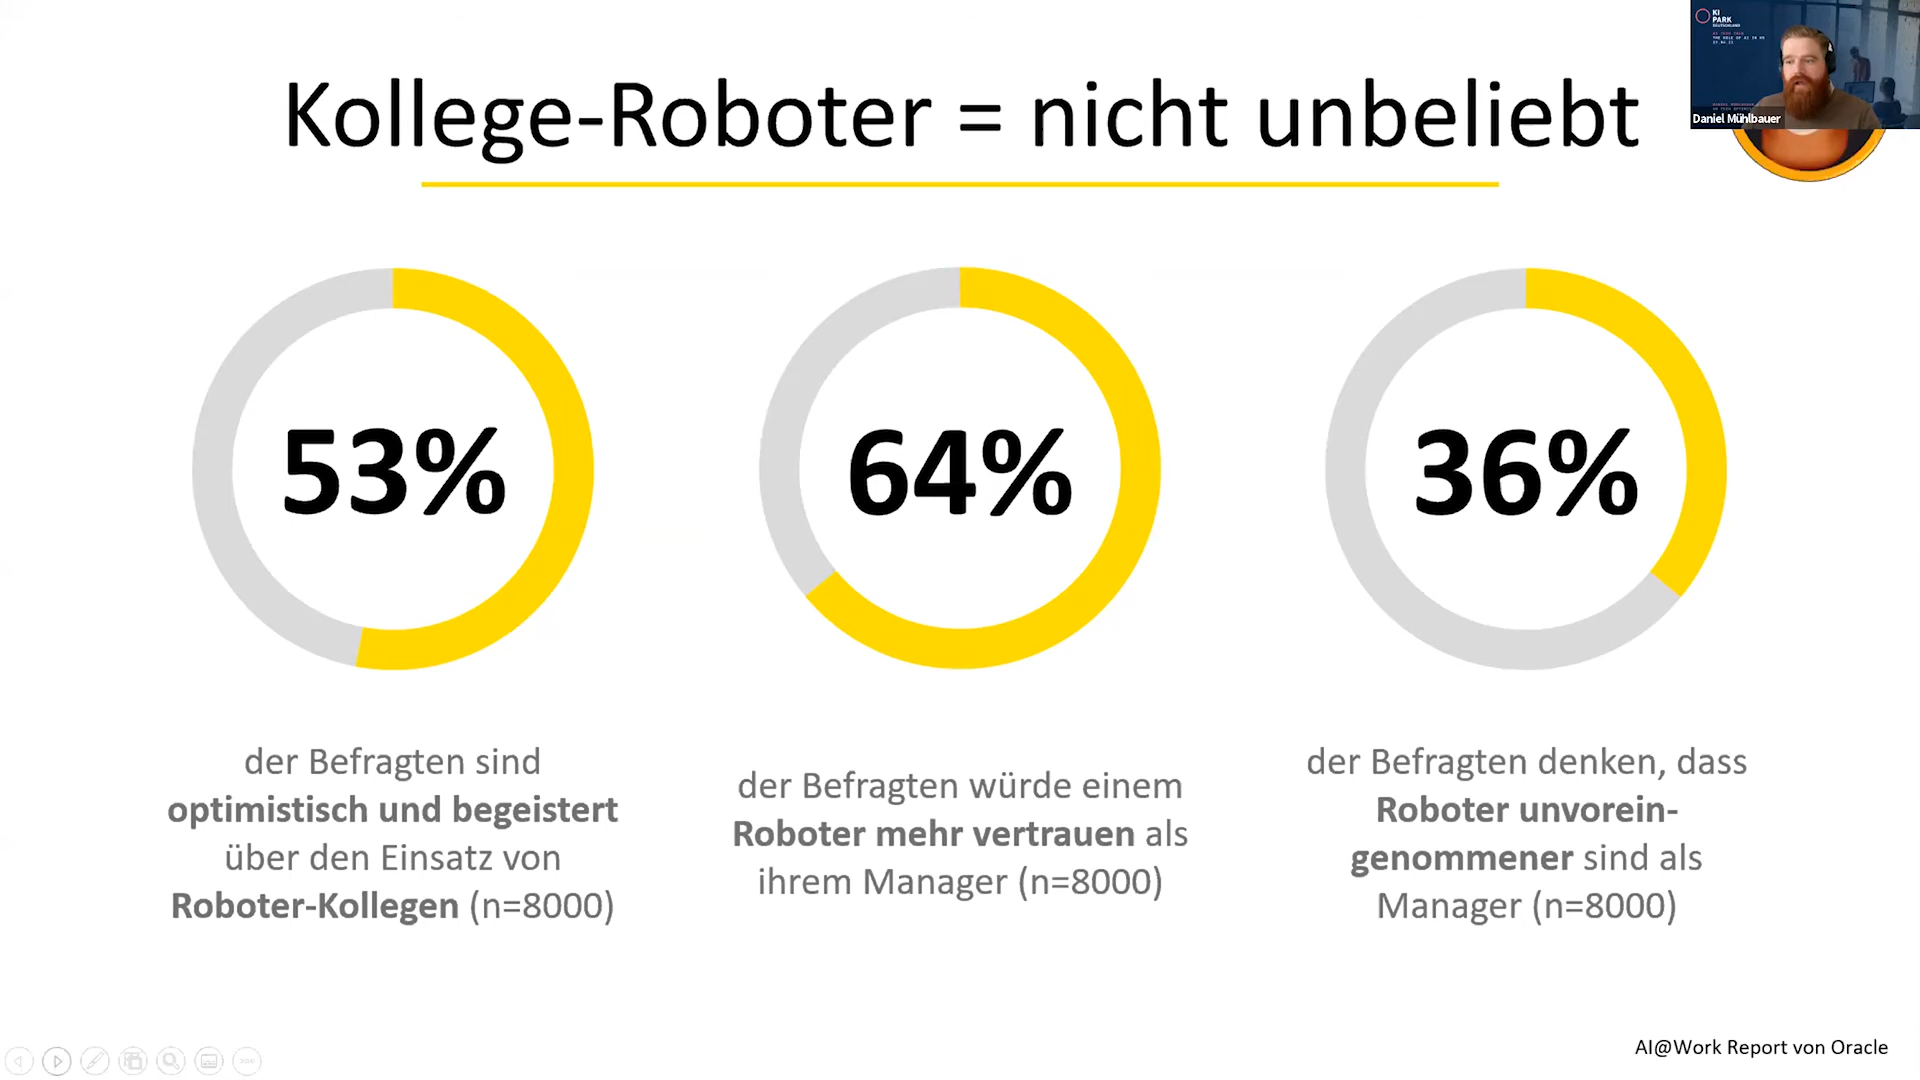 Kollege-Roboter = nicht unbeliebt
KI
PARK
DEUTSCHLAND
Daniel Mühlbauer
53%
der Befragten sind
optimistisch und begeistert
über den Einsatz von
Roboter-Kollegen (n=8000)
64%
der Befragten würde einem
Roboter mehr vertrauen als
ihrem Manager (n=8000)
36%
der Befragten denken, dass
Roboter unvorein-
genommener sind als
Manager (n=8000)
AI@Work Report von Oracle